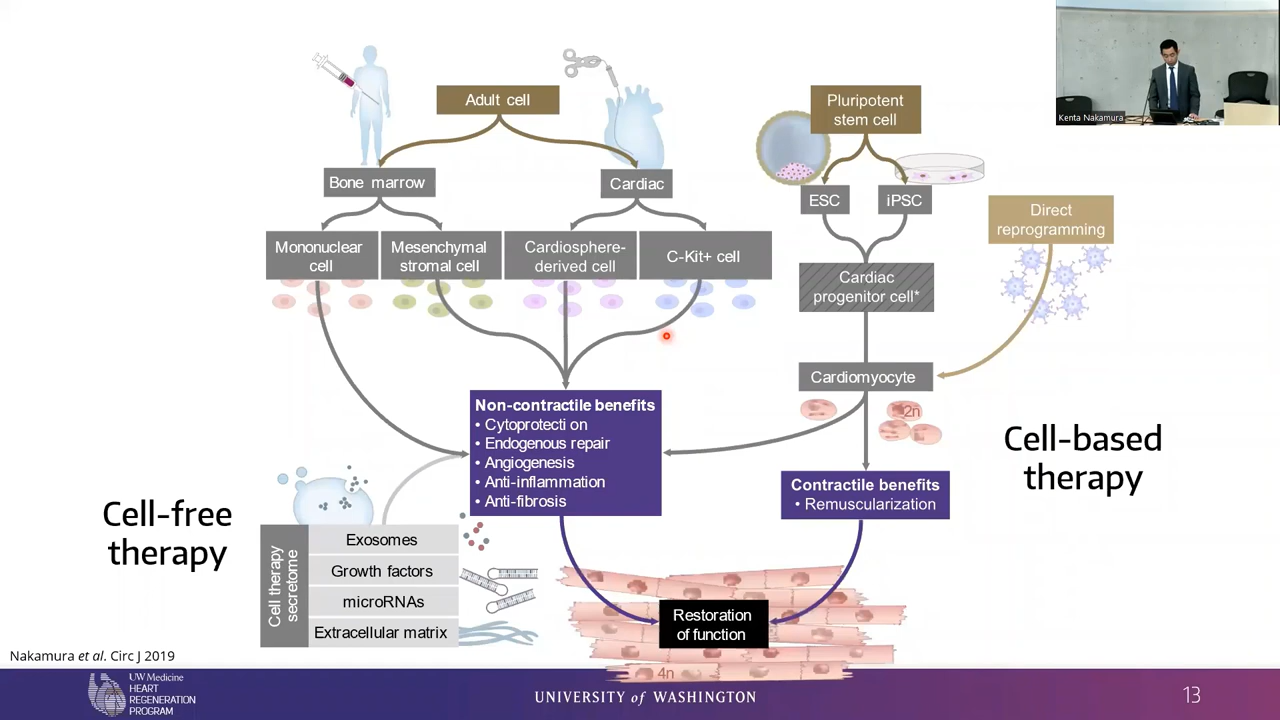 Kenta Nakamura
Adult cell
Pluripotent
stem cell
Bone marrow
Cardiac
ESC
iPSC
Direct
reprogramming
Mononuclear
cell
Mesenchymal
stromal cell
Cardiosphere-
derived cell
C-Kit+ cell
Cardiac
progenitor cell*
Cardiomyocyte
2n
Non-contractile benefits
• Cytoprotecti on
• Endogenous repair
• Angiogenesis
• Anti-inflammation
• Anti-fibrosis
Cell-based
therapy
Contractile benefits
• Remuscularization
Cell-free
therapy
Cell therapy
secretome
Exosomes
Growth factors
microRNAs
Extracellular matrix
Restoration
of function
4n
Nakamura et al. Circ J 2019
UW Medicine
HEART
REGENERATION
PROGRAM
UNIVERSITY of WASHINGTON
13